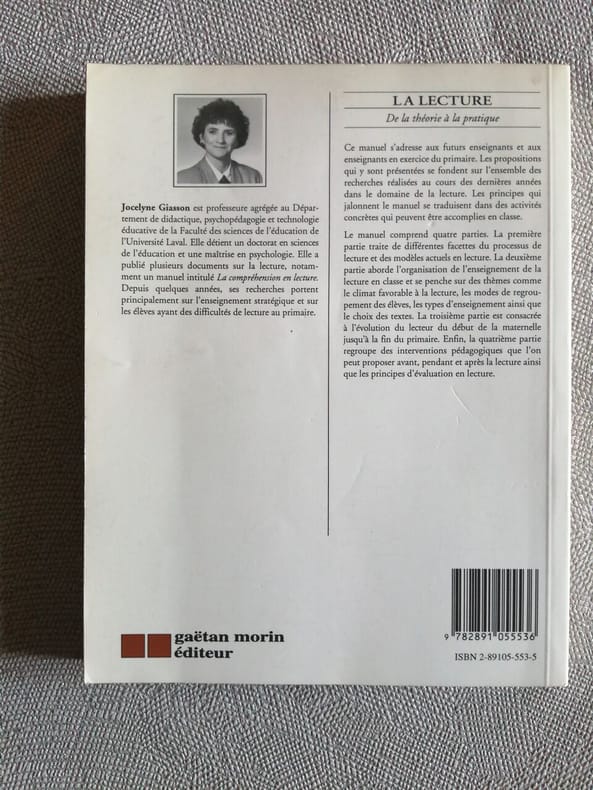 Jocelyne Giasson est professeure agrégée au Dépar-
tement de didactique, psychopédagogie et technologie
éducative de la Faculté des sciences de l'éducation de
l'Université Laval. Elle détient un doctorat en sciences
de l'éducation et une maîtrise en psychologie. Elle a
publié plusieurs documents sur la lecture, notam-
ment un manuel intitulé La compréhension en lecture.
Depuis quelques années, ses recherches portent
principalement sur l'enseignement stratégique et sur
les élèves ayant des difficultés de lecture au primaire.
LA LECTURE
De la théorie à la pratique
Ce manuel s'adresse aux futurs enseignants et aux
enseignants en exercice du primaire. Les propositions
qui y sont présentées se fondent sur l'ensemble des
recherches réalisées au cours des dernières années
dans le domaine de la lecture. Les principes qui
jalonnent le manuel se traduisent dans des activités
concrètes qui peuvent être accomplies en classe.
Le manuel comprend quatre parties. La première
partie traite de différentes facettes du processus de
lecture et des modèles actuels en lecture. La deuxième
partie aborde l'organisation de l'enseignement de la
lecture en classe et se penche sur des thèmes comme
le climat favorable à la lecture, les modes de regrou-
pement des élèves, les types d'enseignement ainsi que
le choix des textes. La troisième partie est consacrée
à l'évolution du lecteur du début de la maternelle
jusqu'à la fin du primaire. Enfin, la quatrième partie
regroupe des interventions pédagogiques que l'on
peut proposer avant, pendant et après la lecture ainsi
que les principes d'évaluation en lecture.
gaëtan morin
éditeur
9 782891 055536
ISBN 2-89105-553-5